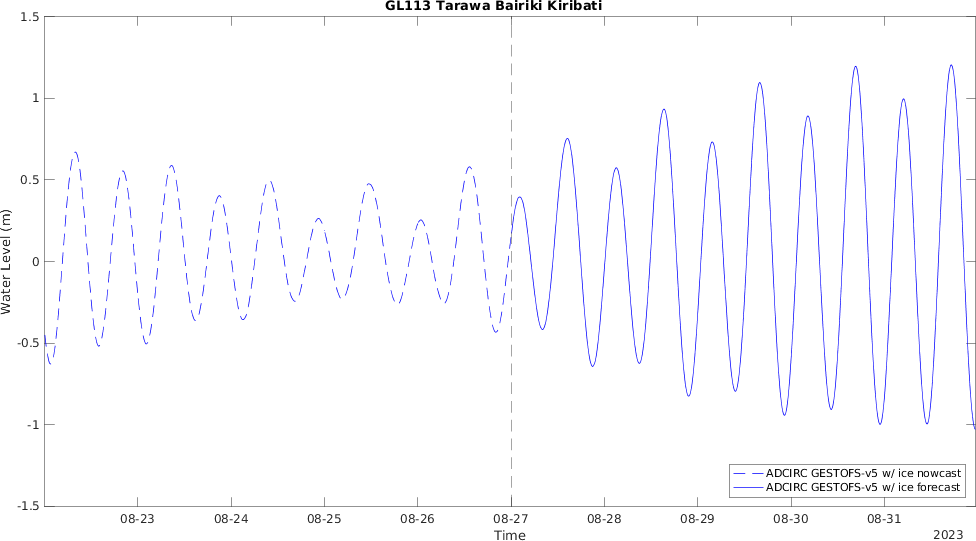 GL113 Tarawa Bairiki Kiribati
1.5
1
0.5
0
-0.5
-1
-1.5
Water Level (m)
08-23 08-24 08-25 08-26 08-27 08-28 08-29 08-30 08-31
Time
2023
ADCIRC GESTOFS-v5 w/ ice nowcast
ADCIRC GESTOFS-v5 w/ ice forecast